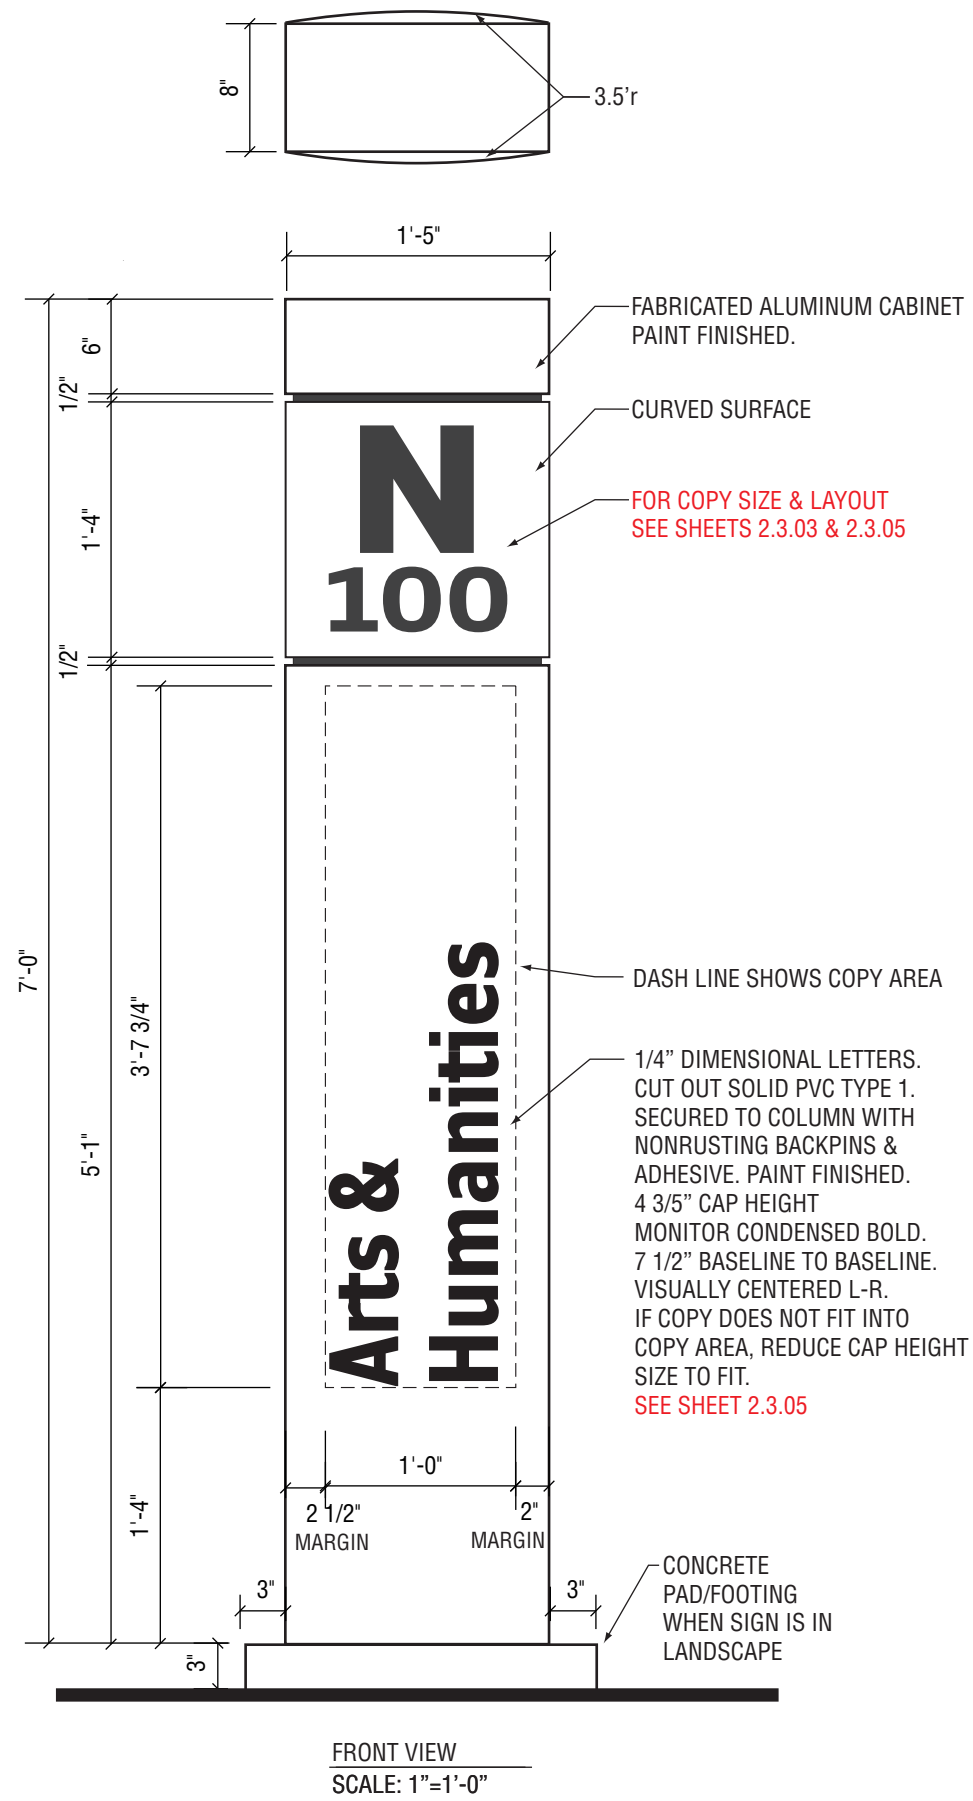 8"
3.5’r
1'-5"
FABRICATED ALUMINUM CABINET
PAINT FINISHED.
6"
1/2"
CURVED SURFACE
N
100
FOR COPY SIZE & LAYOUT
SEE SHEETS 2.3.03 & 2.3.05
1'-4"
1/2"
7'-0"
DASH LINE SHOWS COPY AREA
3'-7 3/4"
5'-1"
Arts &
Humanities
1/4” DIMENSIONAL LETTERS.
CUT OUT SOLID PVC TYPE 1.
SECURED TO COLUMN WITH
NONRUSTING BACKPINS &
ADHESIVE. PAINT FINISHED.
4 3/5” CAP HEIGHT
MONITOR CONDENSED BOLD.
7 1/2” BASELINE TO BASELINE.
VISUALLY CENTERED L-R.
IF COPY DOES NOT FIT INTO
COPY AREA, REDUCE CAP HEIGHT
SIZE TO FIT.
SEE SHEET 2.3.05
1'-0"
1'-4"
2 1/2"
MARGIN
2"
MARGIN
3"
3"
CONCRETE
PAD/FOOTING
WHEN SIGN IS IN
LANDSCAPE
3"
FRONT VIEW
SCALE: 1”=1’-0”